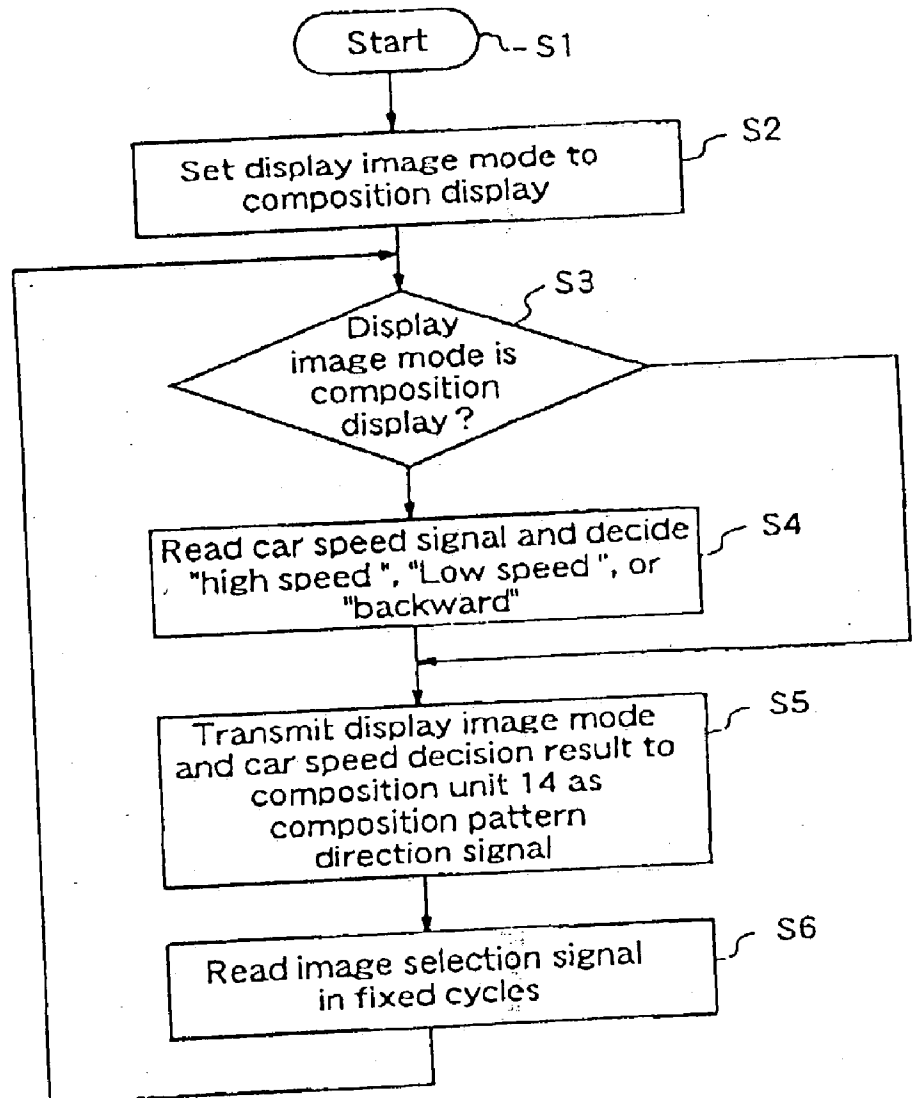 Start
S1
S2
Set display image mode to
composition display
S3
Display
image mode is
composition
display?
S4
Read car speed signal and decide
"high speed", "Low speed", or
"backward"
S5
Transmit display image mode
and car speed decision result to
composition unit 14 as
composition pattern
direction signal
S6
Read image selection signal
in fixed cycles